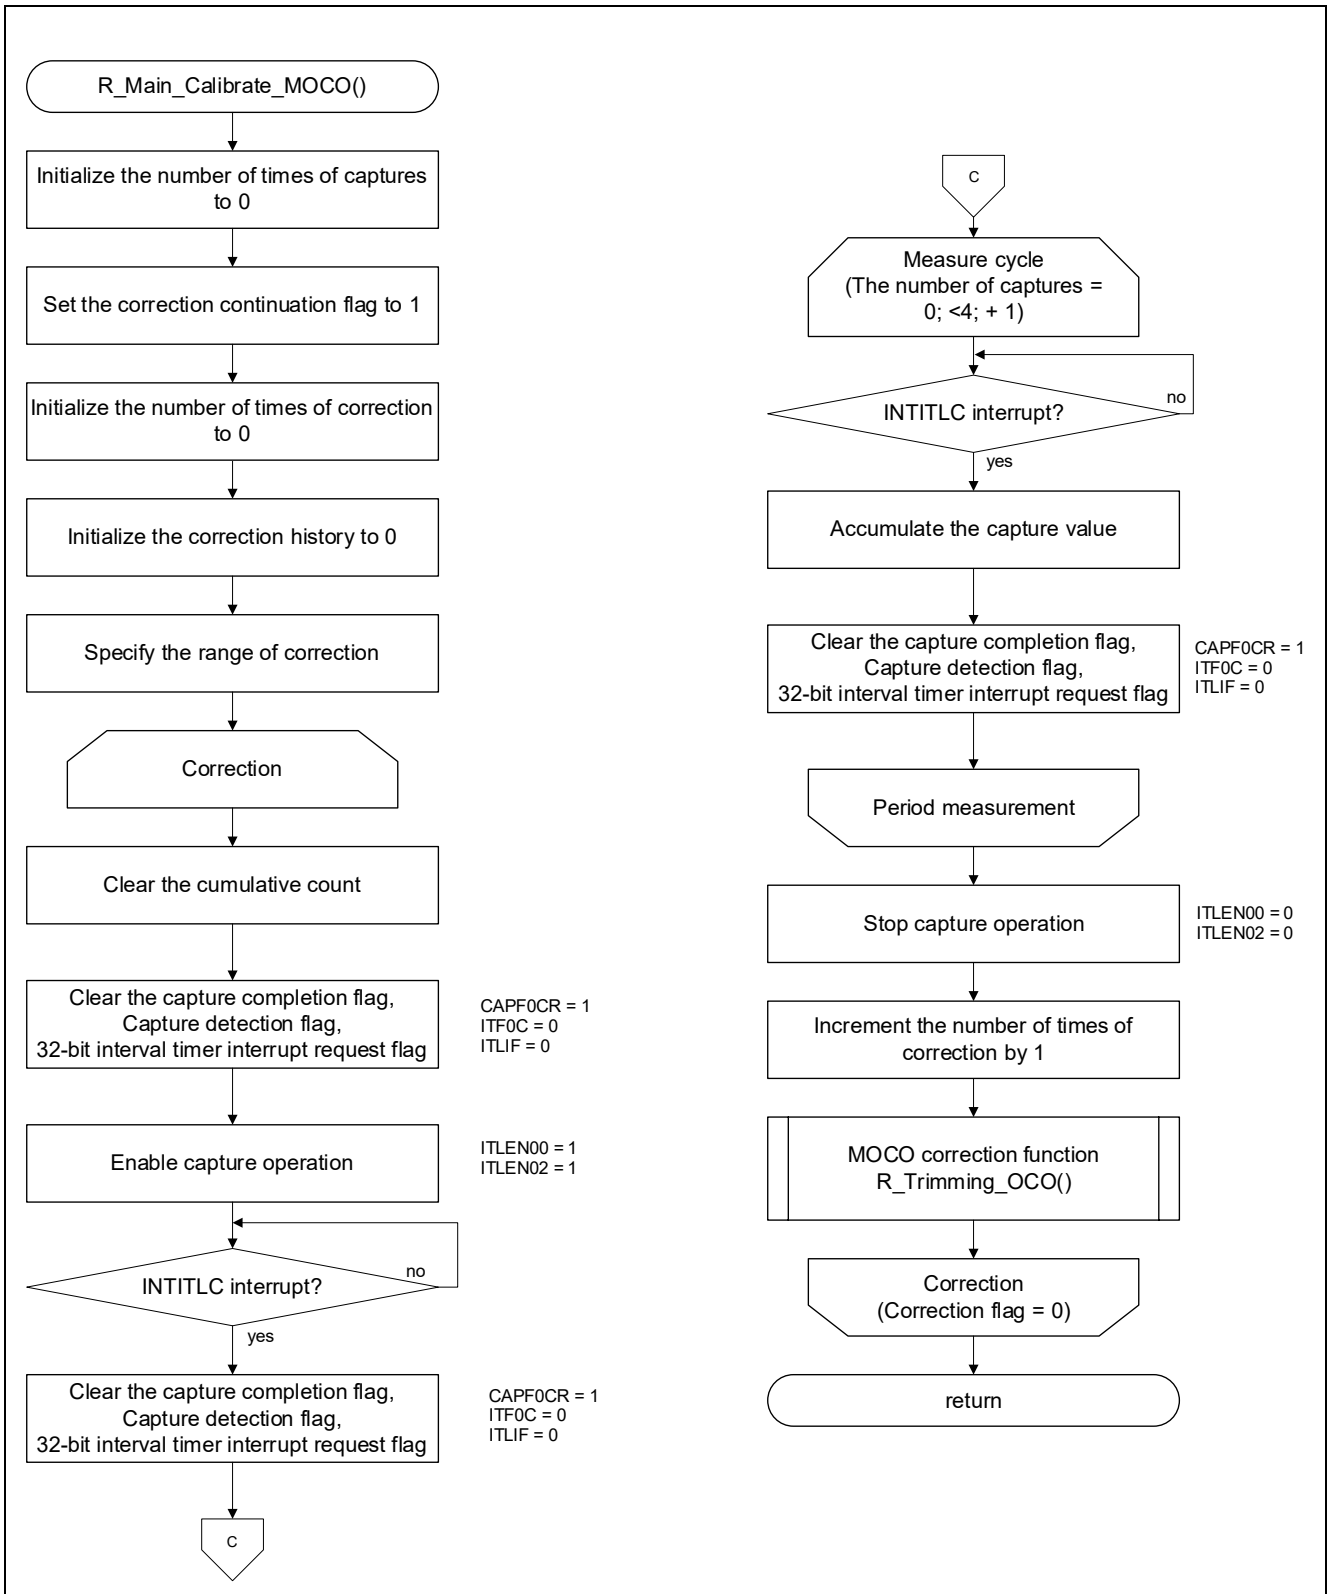 R_Main_Calibrate_MOCO()
Initialize the number of times of captures
to 0
Set the correction continuation flag to 1
Initialize the number of times of correction
to 0
Initialize the correction history to 0
Specify the range of correction
Correction
Clear the cumulative count
Clear the capture completion flag,
Capture detection flag,
32-bit interval timer interrupt request flag
CAPF0CR = 1
ITF0C = 0
ITLIF = 0
Enable capture operation
ITLEN00 = 1
ITLEN02 = 1
INTITLC interrupt?
no
yes
Clear the capture completion flag,
Capture detection flag,
32-bit interval timer interrupt request flag
CAPF0CR = 1
ITF0C = 0
ITLIF = 0
C
C
Measure cycle
(The number of captures =
0; <4; + 1)
INTITLC interrupt?
no
yes
Accumulate the capture value
Clear the capture completion flag,
Capture detection flag,
32-bit interval timer interrupt request flag
CAPF0CR = 1
ITF0C = 0
ITLIF = 0
Period measurement
Stop capture operation
ITLEN00 = 0
ITLEN02 = 0
Increment the number of times of
correction by 1
MOCO correction function
R_Trimming_OCO()
Correction
(Correction flag = 0)
return